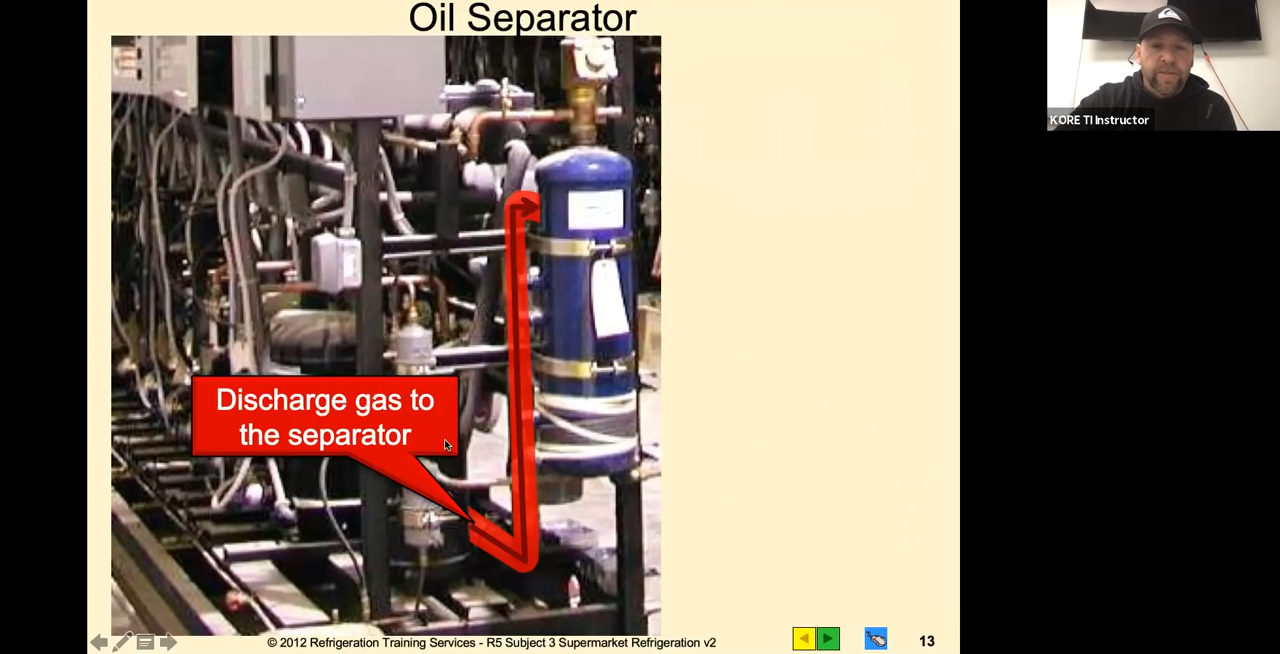 Oil Separator
KORE TI Instructor
Discharge gas to
the separator
© 2012 Refrigeration Training Services - R5 Subject 3 Supermarket Refrigeration v2
13